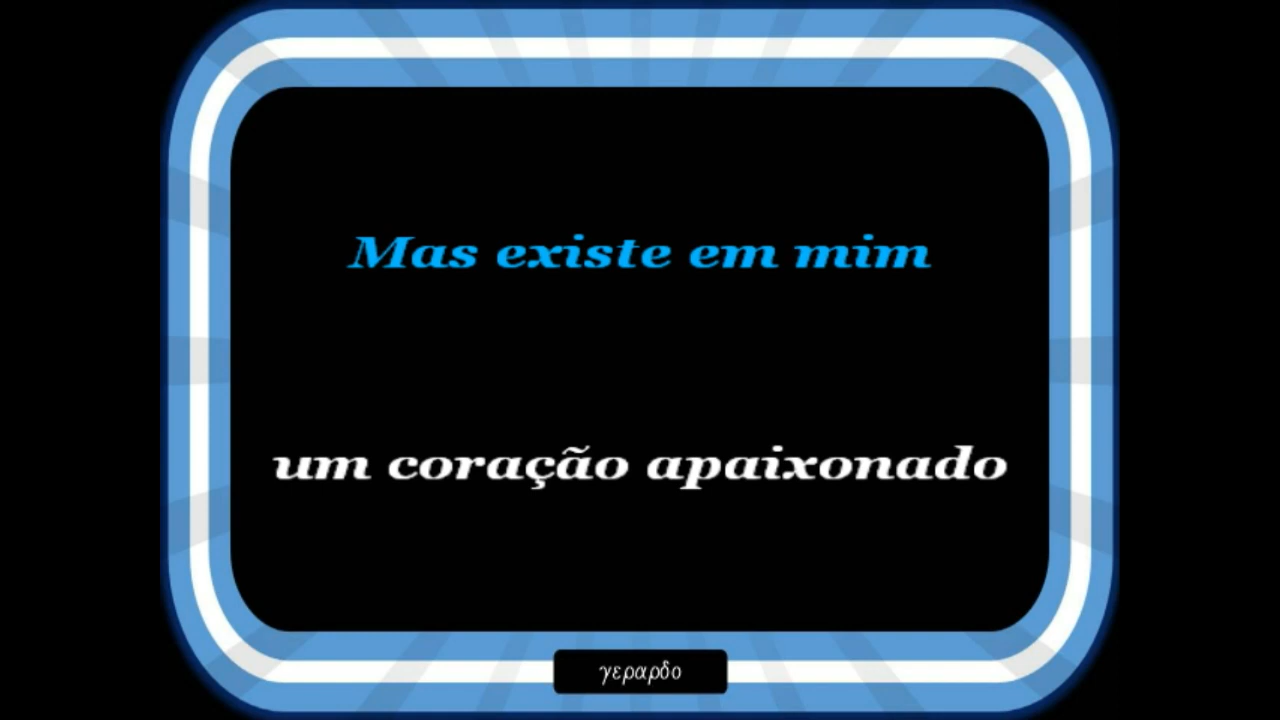 Mas existe em mim
um coração apaixonado
γεραρδο